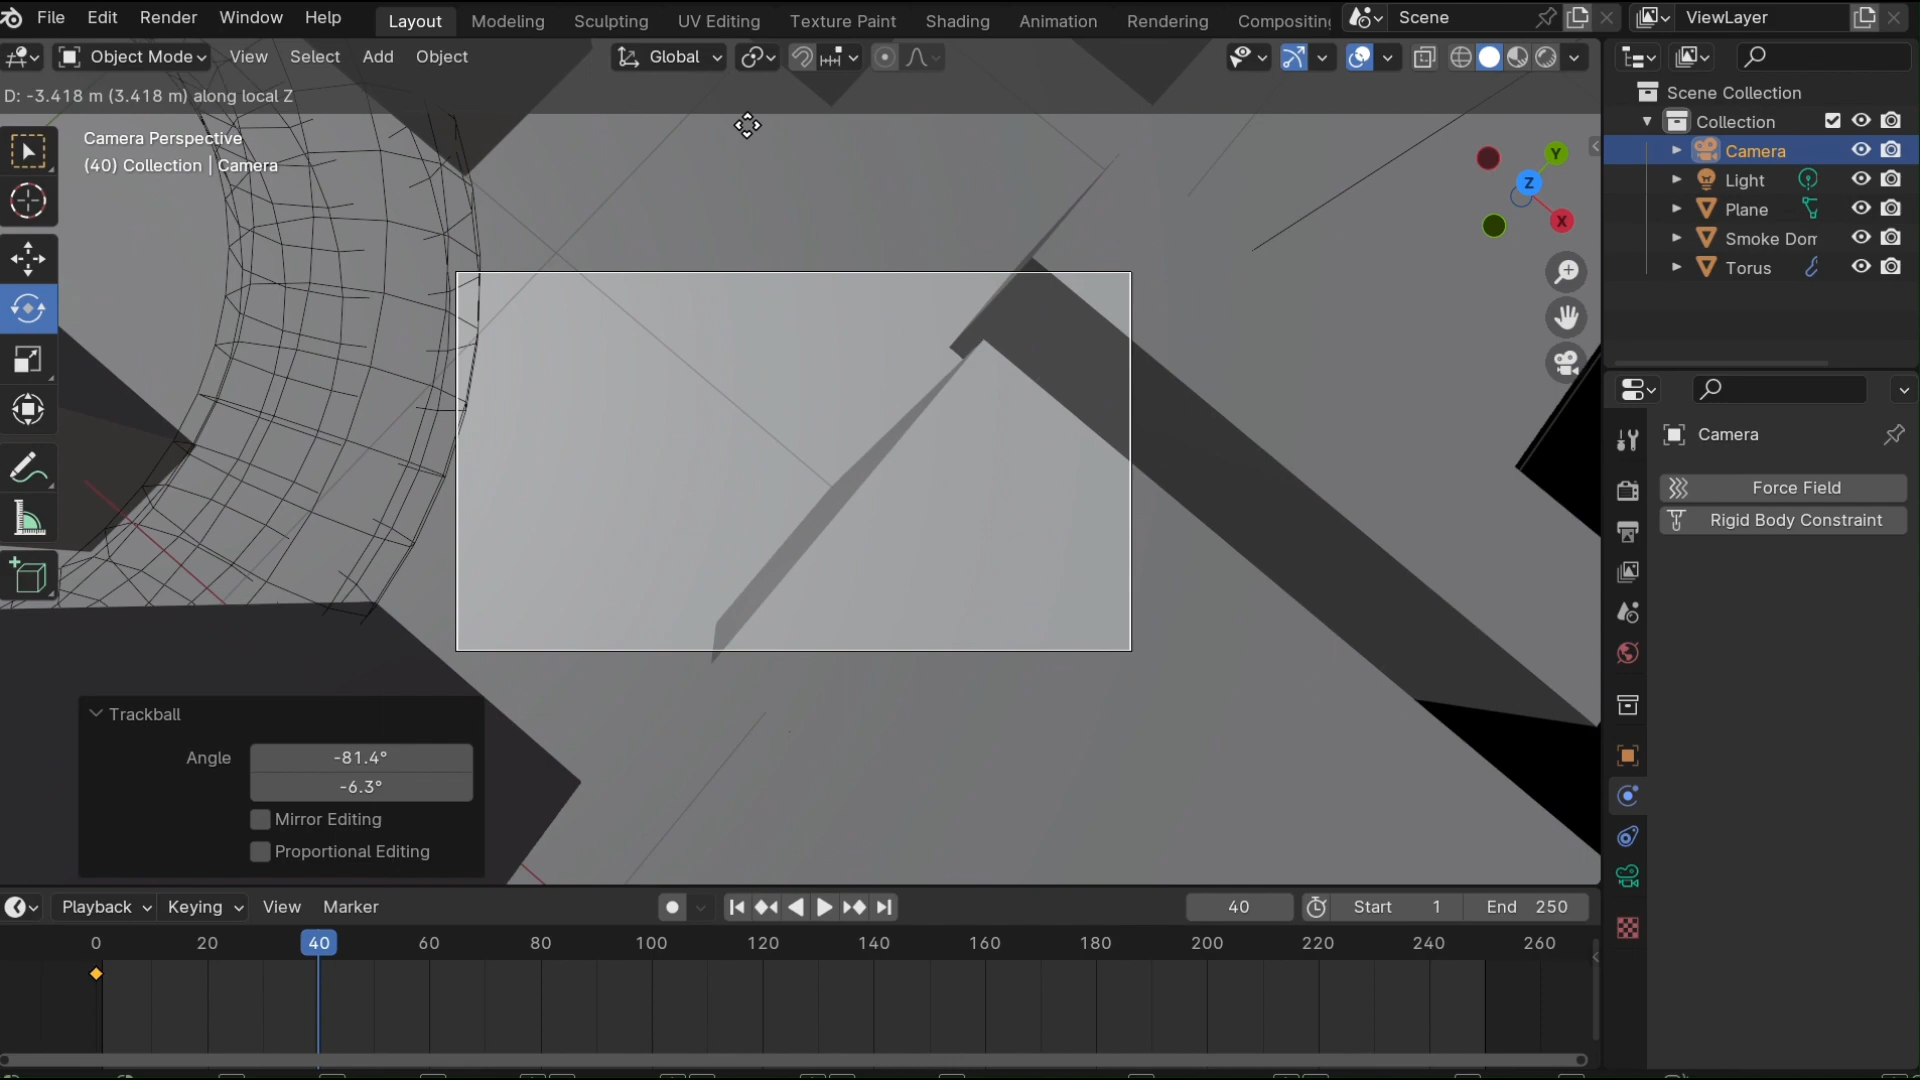 File Edit Render Window Help Layout Modeling Sculpting UV Editing Texture Paint Shading Animation Rendering Compositin Scene ViewLayer
Object Mode View Select Add Object Global
D: -3.418 m (3.418 m) along local Z
Camera Perspective
(40) Collection | Camera
Y
Z
X
Scene Collection
Collection
Camera
Light
Plane
Smoke Dom
Torus
Camera
Force Field
Rigid Body Constraint
Trackball
Angle -81.4°
-6.3°
Mirror Editing
Proportional Editing
Playback Keying View Marker 40 Start 1 End 250
0 20 40 60 80 100 120 140 160 180 200 220 240 260